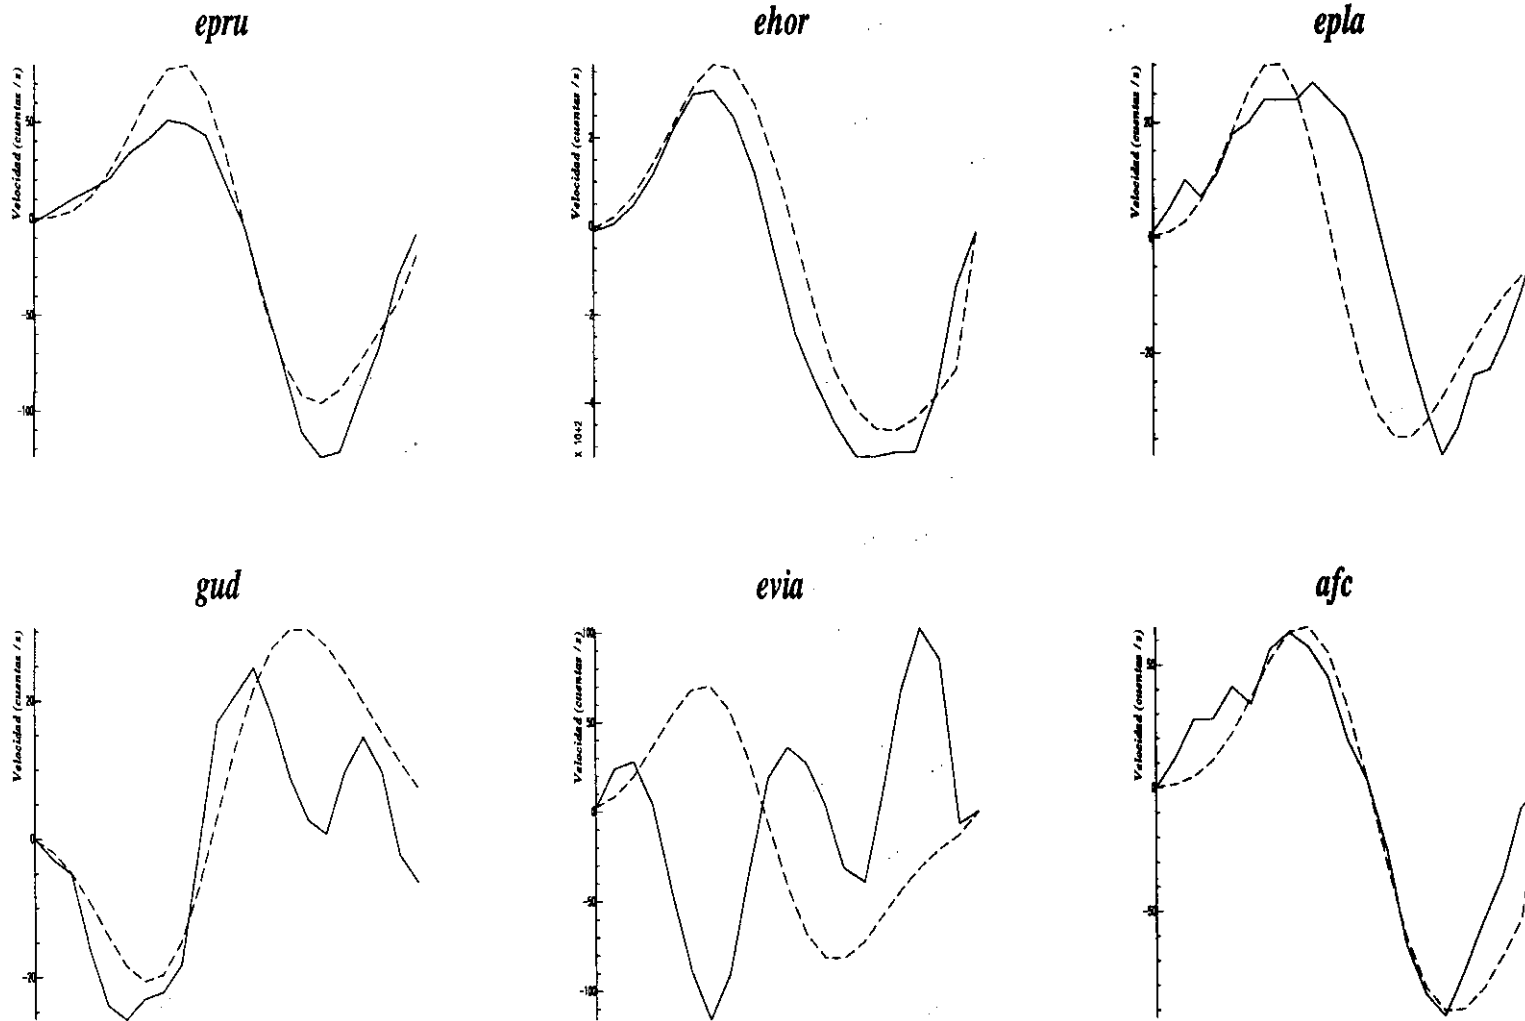 epru
ehor
epla
Velocidad (cuentas / s)
50
0
-50
-100
Velocidad (cuentas / s)
2
0
-2
-4
x 10+2
Velocidad (cuentas / s)
20
0
-20
gud
evia
afc
Velocidad (cuentas / s)
20
0
-20
Velocidad (cuentas / s)
100
50
0
-50
-100
Velocidad (cuentas / s)
50
0
-50